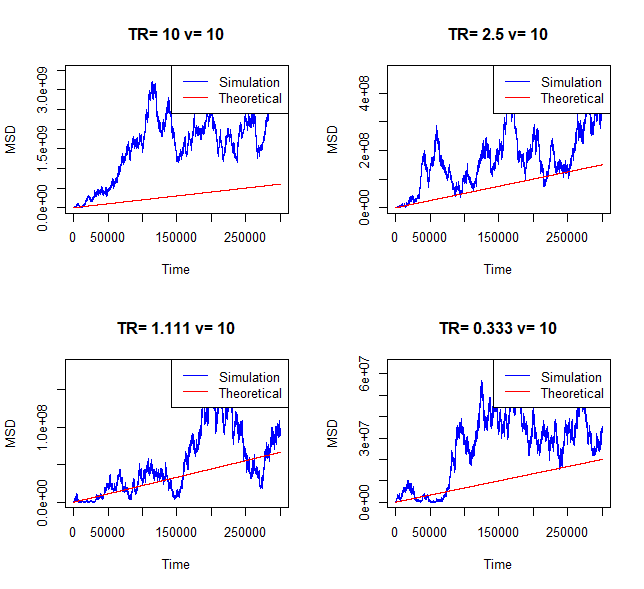 TR= 10 v= 10
MSD
0.0e+00 1.5e+09 3.0e+09
Simulation
Theoretical
0 50000 150000 250000
Time
TR= 2.5 v= 10
MSD
0e+00 2e+08 4e+08
Simulation
Theoretical
0 50000 150000 250000
Time
TR= 1.111 v= 10
MSD
0.0e+00 1.0e+08
Simulation
Theoretical
0 50000 150000 250000
Time
TR= 0.333 v= 10
MSD
0e+00 3e+07 6e+07
Simulation
Theoretical
0 50000 150000 250000
Time